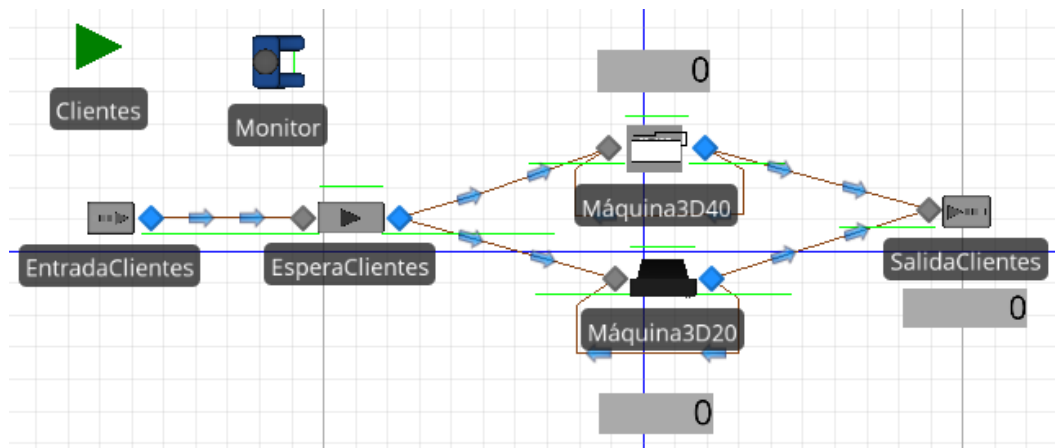 0
Clientes
Monitor
Máquina3D40
EntradaClientes
EsperaClientes
SalidaClientes
0
Máquina3D20
0